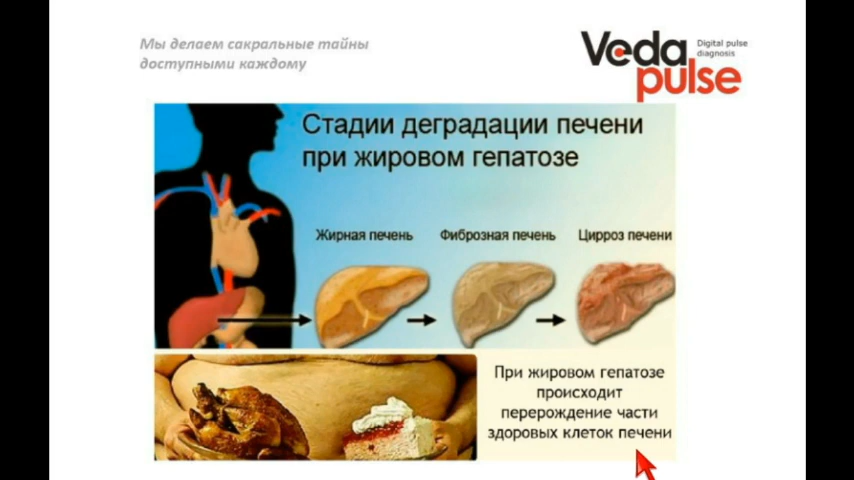 Мы делаем сакральные тайны
доступными каждому
Veda
pulse
Digital pulse
diagnosis
Стадии деградации печени
при жировом гепатозе
Жирная печень
Фиброзная печень
Цирроз печени
При жировом гепатозе
происходит
перерождение части
здоровых клеток печени